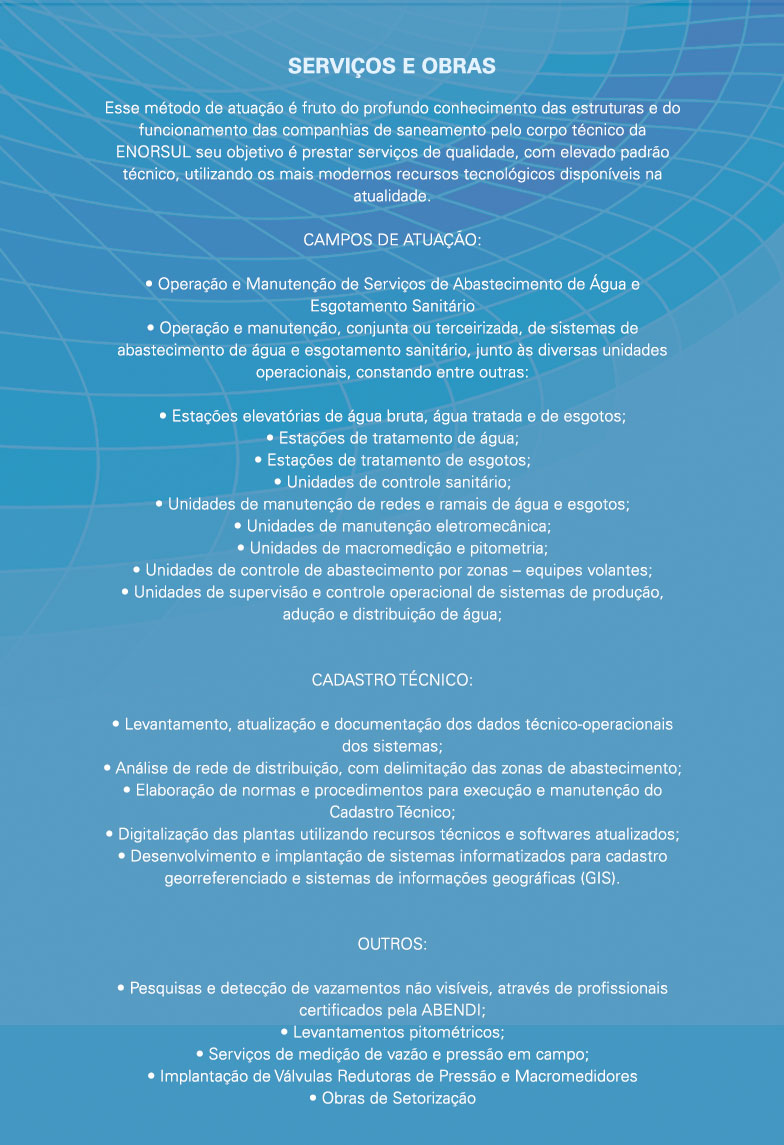 SERVIÇOS E OBRAS
Esse método de atuação é fruto do profundo conhecimento das estruturas e do
funcionamento das companhias de saneamento pelo corpo técnico da
ENORSUL seu objetivo é prestar serviços de qualidade, com elevado padrão
técnico, utilizando os mais modernos recursos tecnológicos disponíveis na
atualidade.
CAMPOS DE ATUAÇÃO:
• Operação e Manutenção de Serviços de Abastecimento de Água e
Esgotamento Sanitário
• Operação e manutenção, conjunta ou terceirizada, de sistemas de
abastecimento de água e esgotamento sanitário, junto às diversas unidades
operacionais, constando entre outras:
• Estações elevatórias de água bruta, água tratada e de esgotos;
• Estações de tratamento de água;
• Estações de tratamento de esgotos;
• Unidades de controle sanitário;
• Unidades de manutenção de redes e ramais de água e esgotos;
• Unidades de manutenção eletromecânica;
• Unidades de macromedição e pitometria;
• Unidades de controle de abastecimento por zonas – equipes volantes;
• Unidades de supervisão e controle operacional de sistemas de produção,
adução e distribuição de água;
CADASTRO TÉCNICO:
• Levantamento, atualização e documentação dos dados técnico-operacionais
dos sistemas;
• Análise de rede de distribuição, com delimitação das zonas de abastecimento;
• Elaboração de normas e procedimentos para execução e manutenção do
Cadastro Técnico;
• Digitalização das plantas utilizando recursos técnicos e softwares atualizados;
• Desenvolvimento e implantação de sistemas informatizados para cadastro
georreferenciado e sistemas de informações geográficas (GIS).
OUTROS:
• Pesquisas e detecção de vazamentos não visíveis, através de profissionais
certificados pela ABENDI;
• Levantamentos pitométricos;
• Serviços de medição de vazão e pressão em campo;
• Implantação de Válvulas Redutoras de Pressão e Macromedidores
• Obras de Setorização